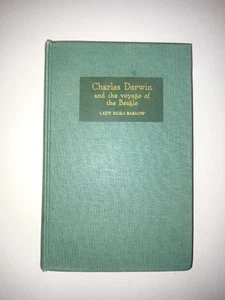 Charles Darwin
and the voyage of
the Beagle
LADY NORA BARLOW